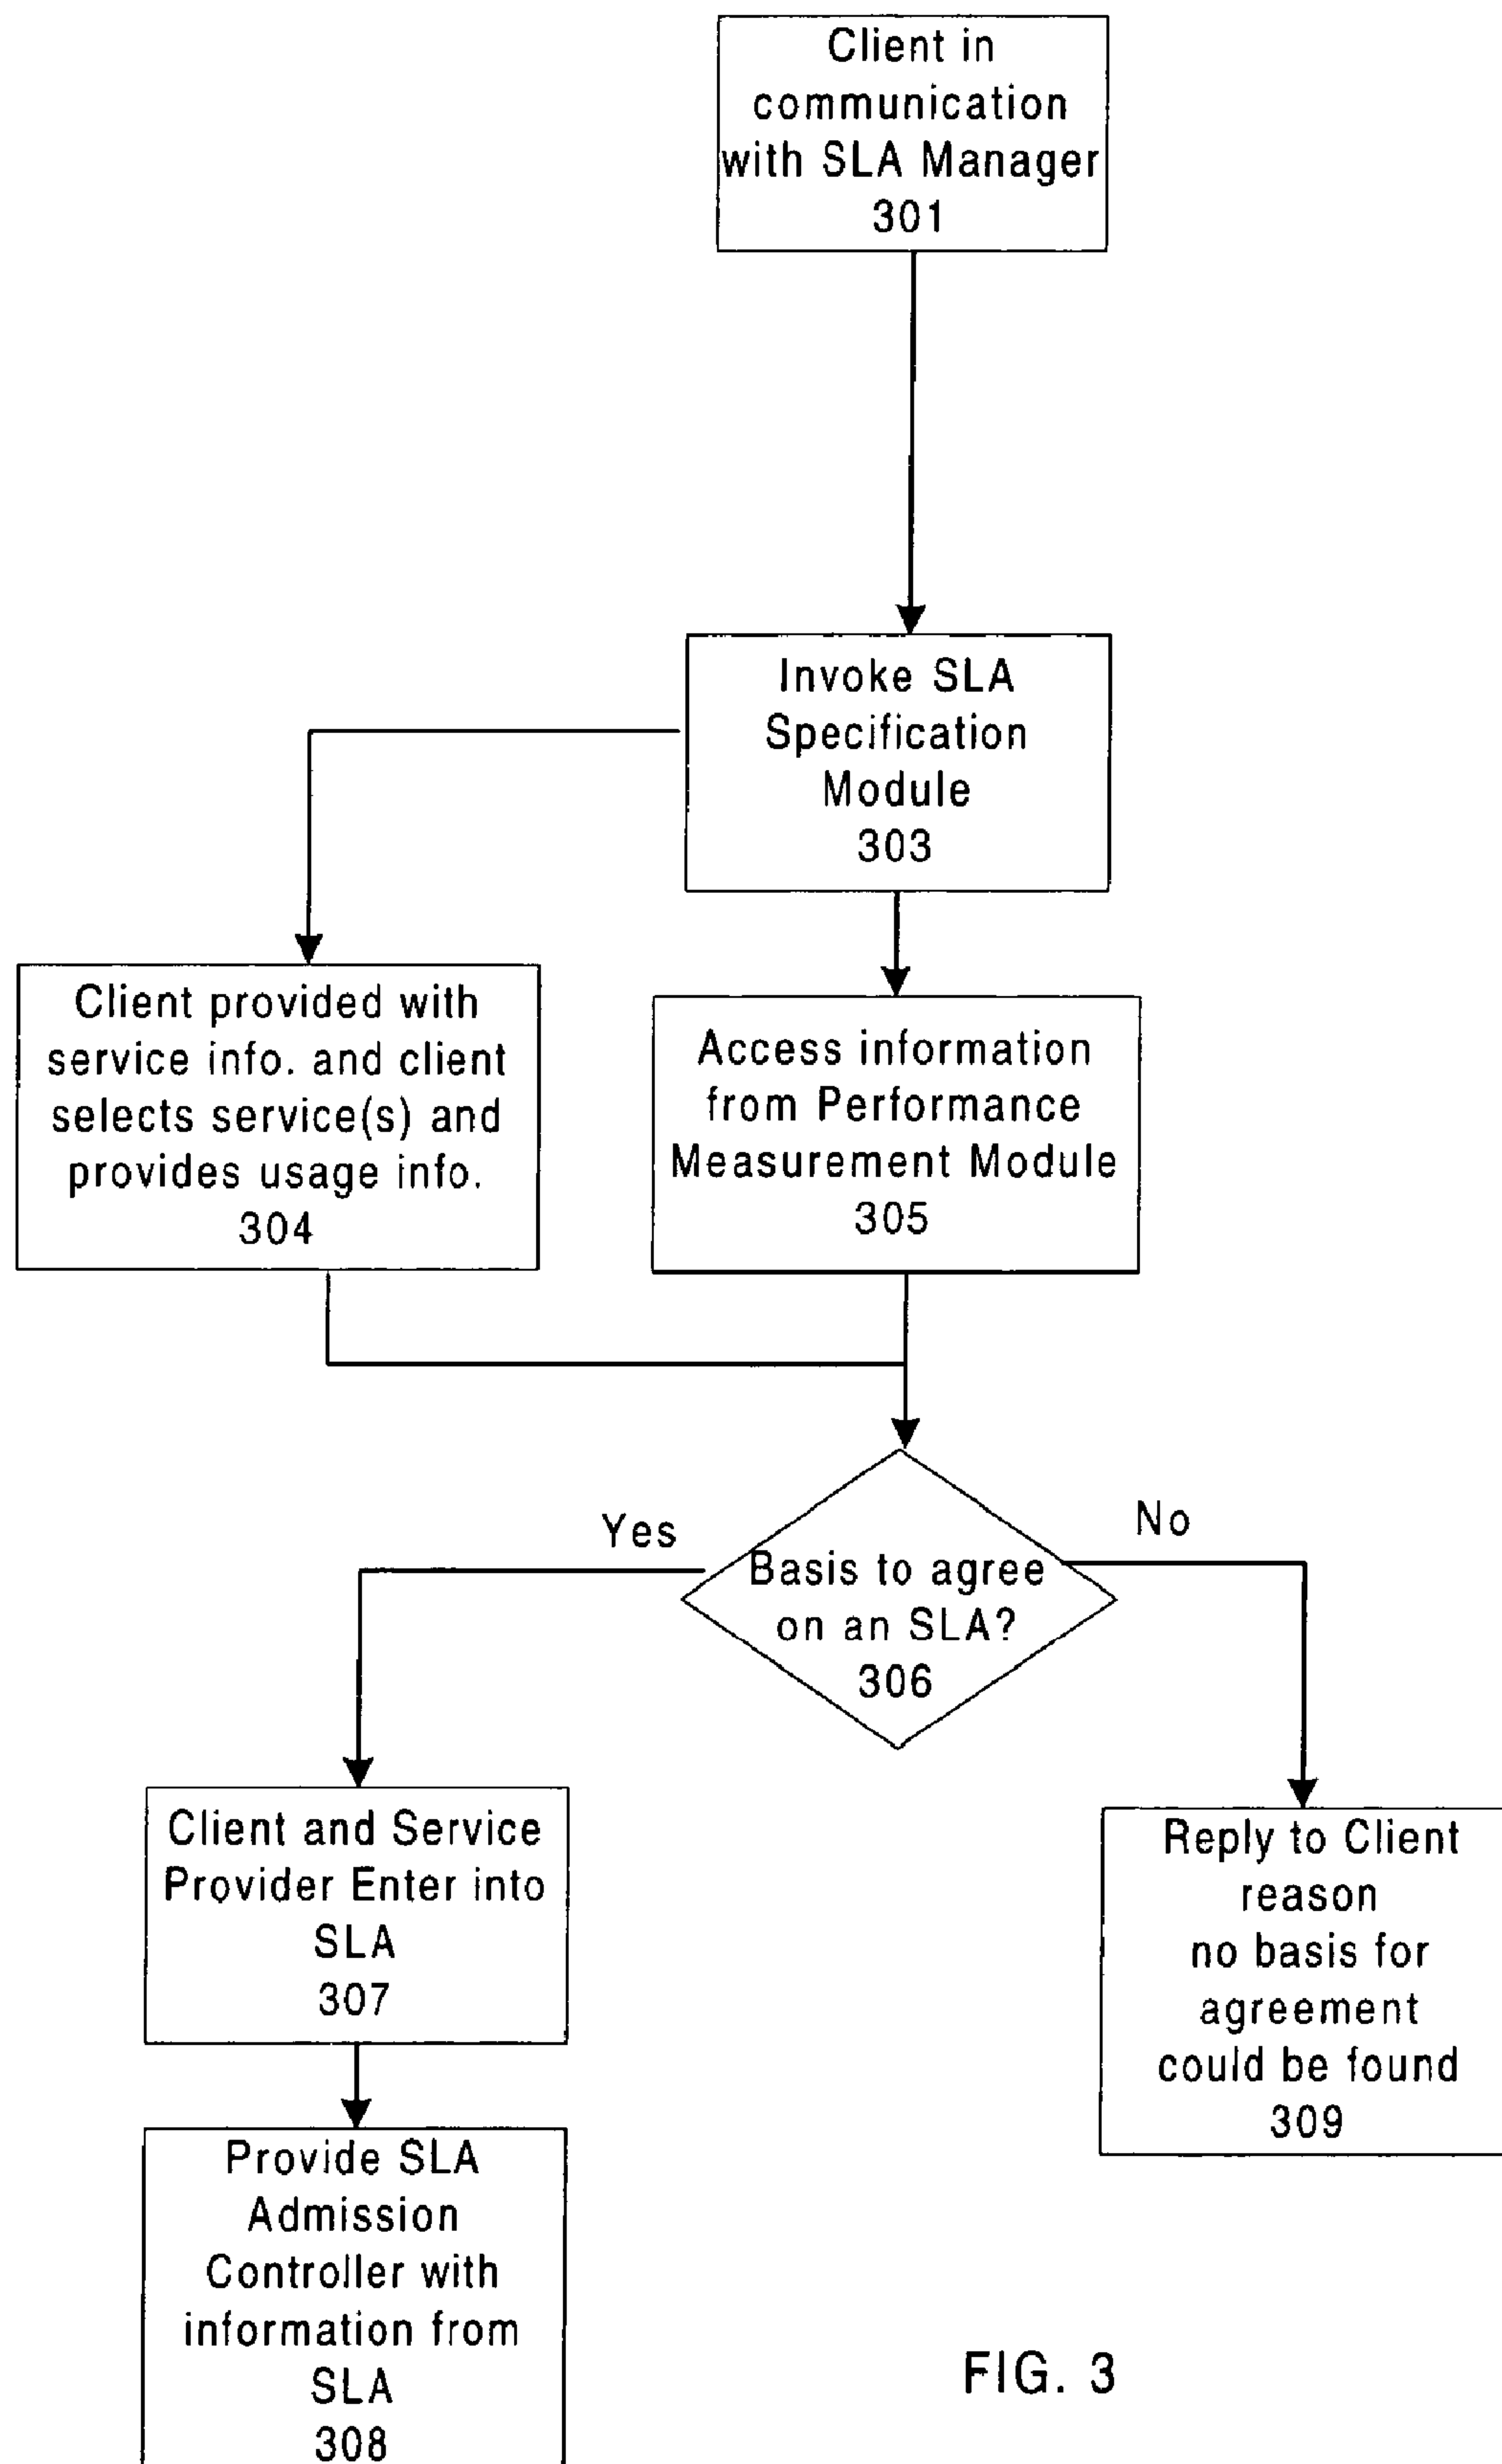 Client in
communication
with SLA Manager
301
Invoke SLA
Specification
Module
303
Client provided with
service info. and client
selects service(s) and
provides usage info.
304
Access information
from Performance
Measurement Module
305
Yes
No
Basis to agree
on an SLA?
306
Client and Service
Provider Enter into
SLA
307
Reply to Client
reason
no basis for
agreement
could be found
309
Provide SLA
Admission
Controller with
information from
SLA
308
FIG. 3